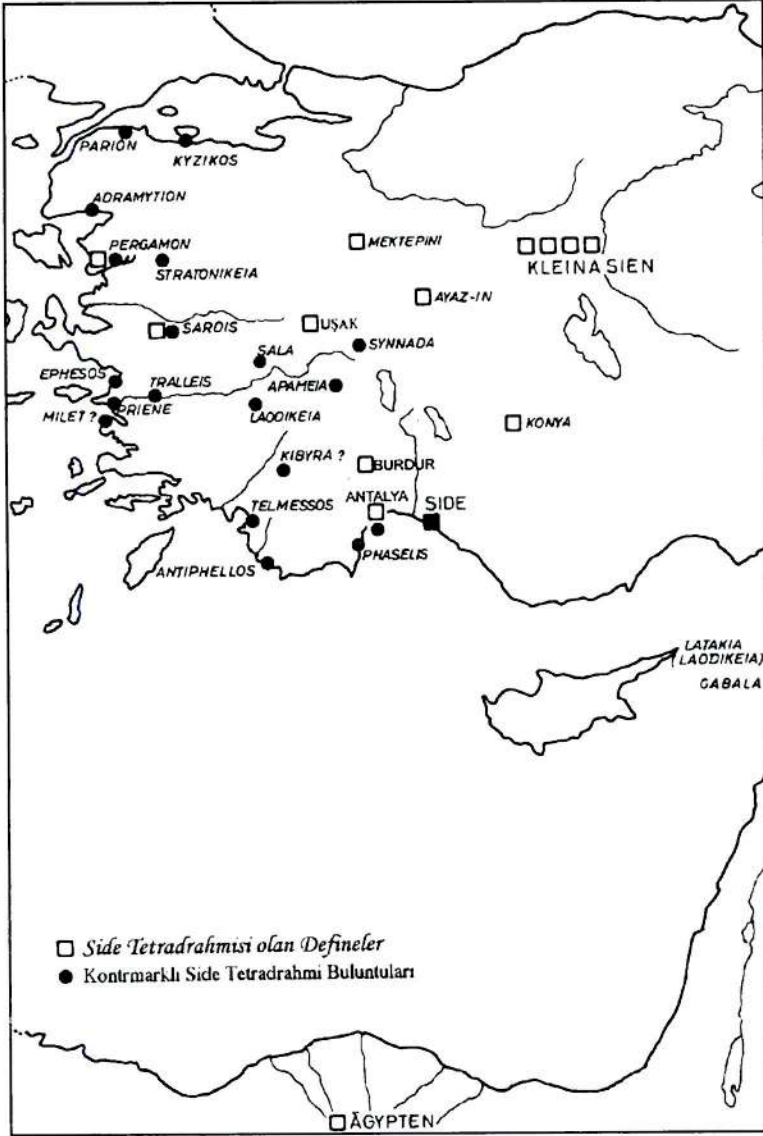 PARION
KYZIKOS
ADRAMYTION
PERGAMON
STRATONIKEIA
MEKTEPINI
KLEINASIEN
AYAZ-IN
SARDIS
UŞAK
SYNNADA
SALA
EPHESOS
TRALLEIS
APAMEIA
PRIENE
MILET ?
LAODIKEIA
KONYA
KIBYRA ?
BURDUR
ANTALYA
SIDE
TELMESSOS
PHASELIS
ANTIPHELLOS
LATAKIA
(LAODIKEIA)
GABALA
Side Tetradrahmisi olan Defineler
Kontrmarklı Side Tetradrahmi Buluntuları
ÄGYPTEN